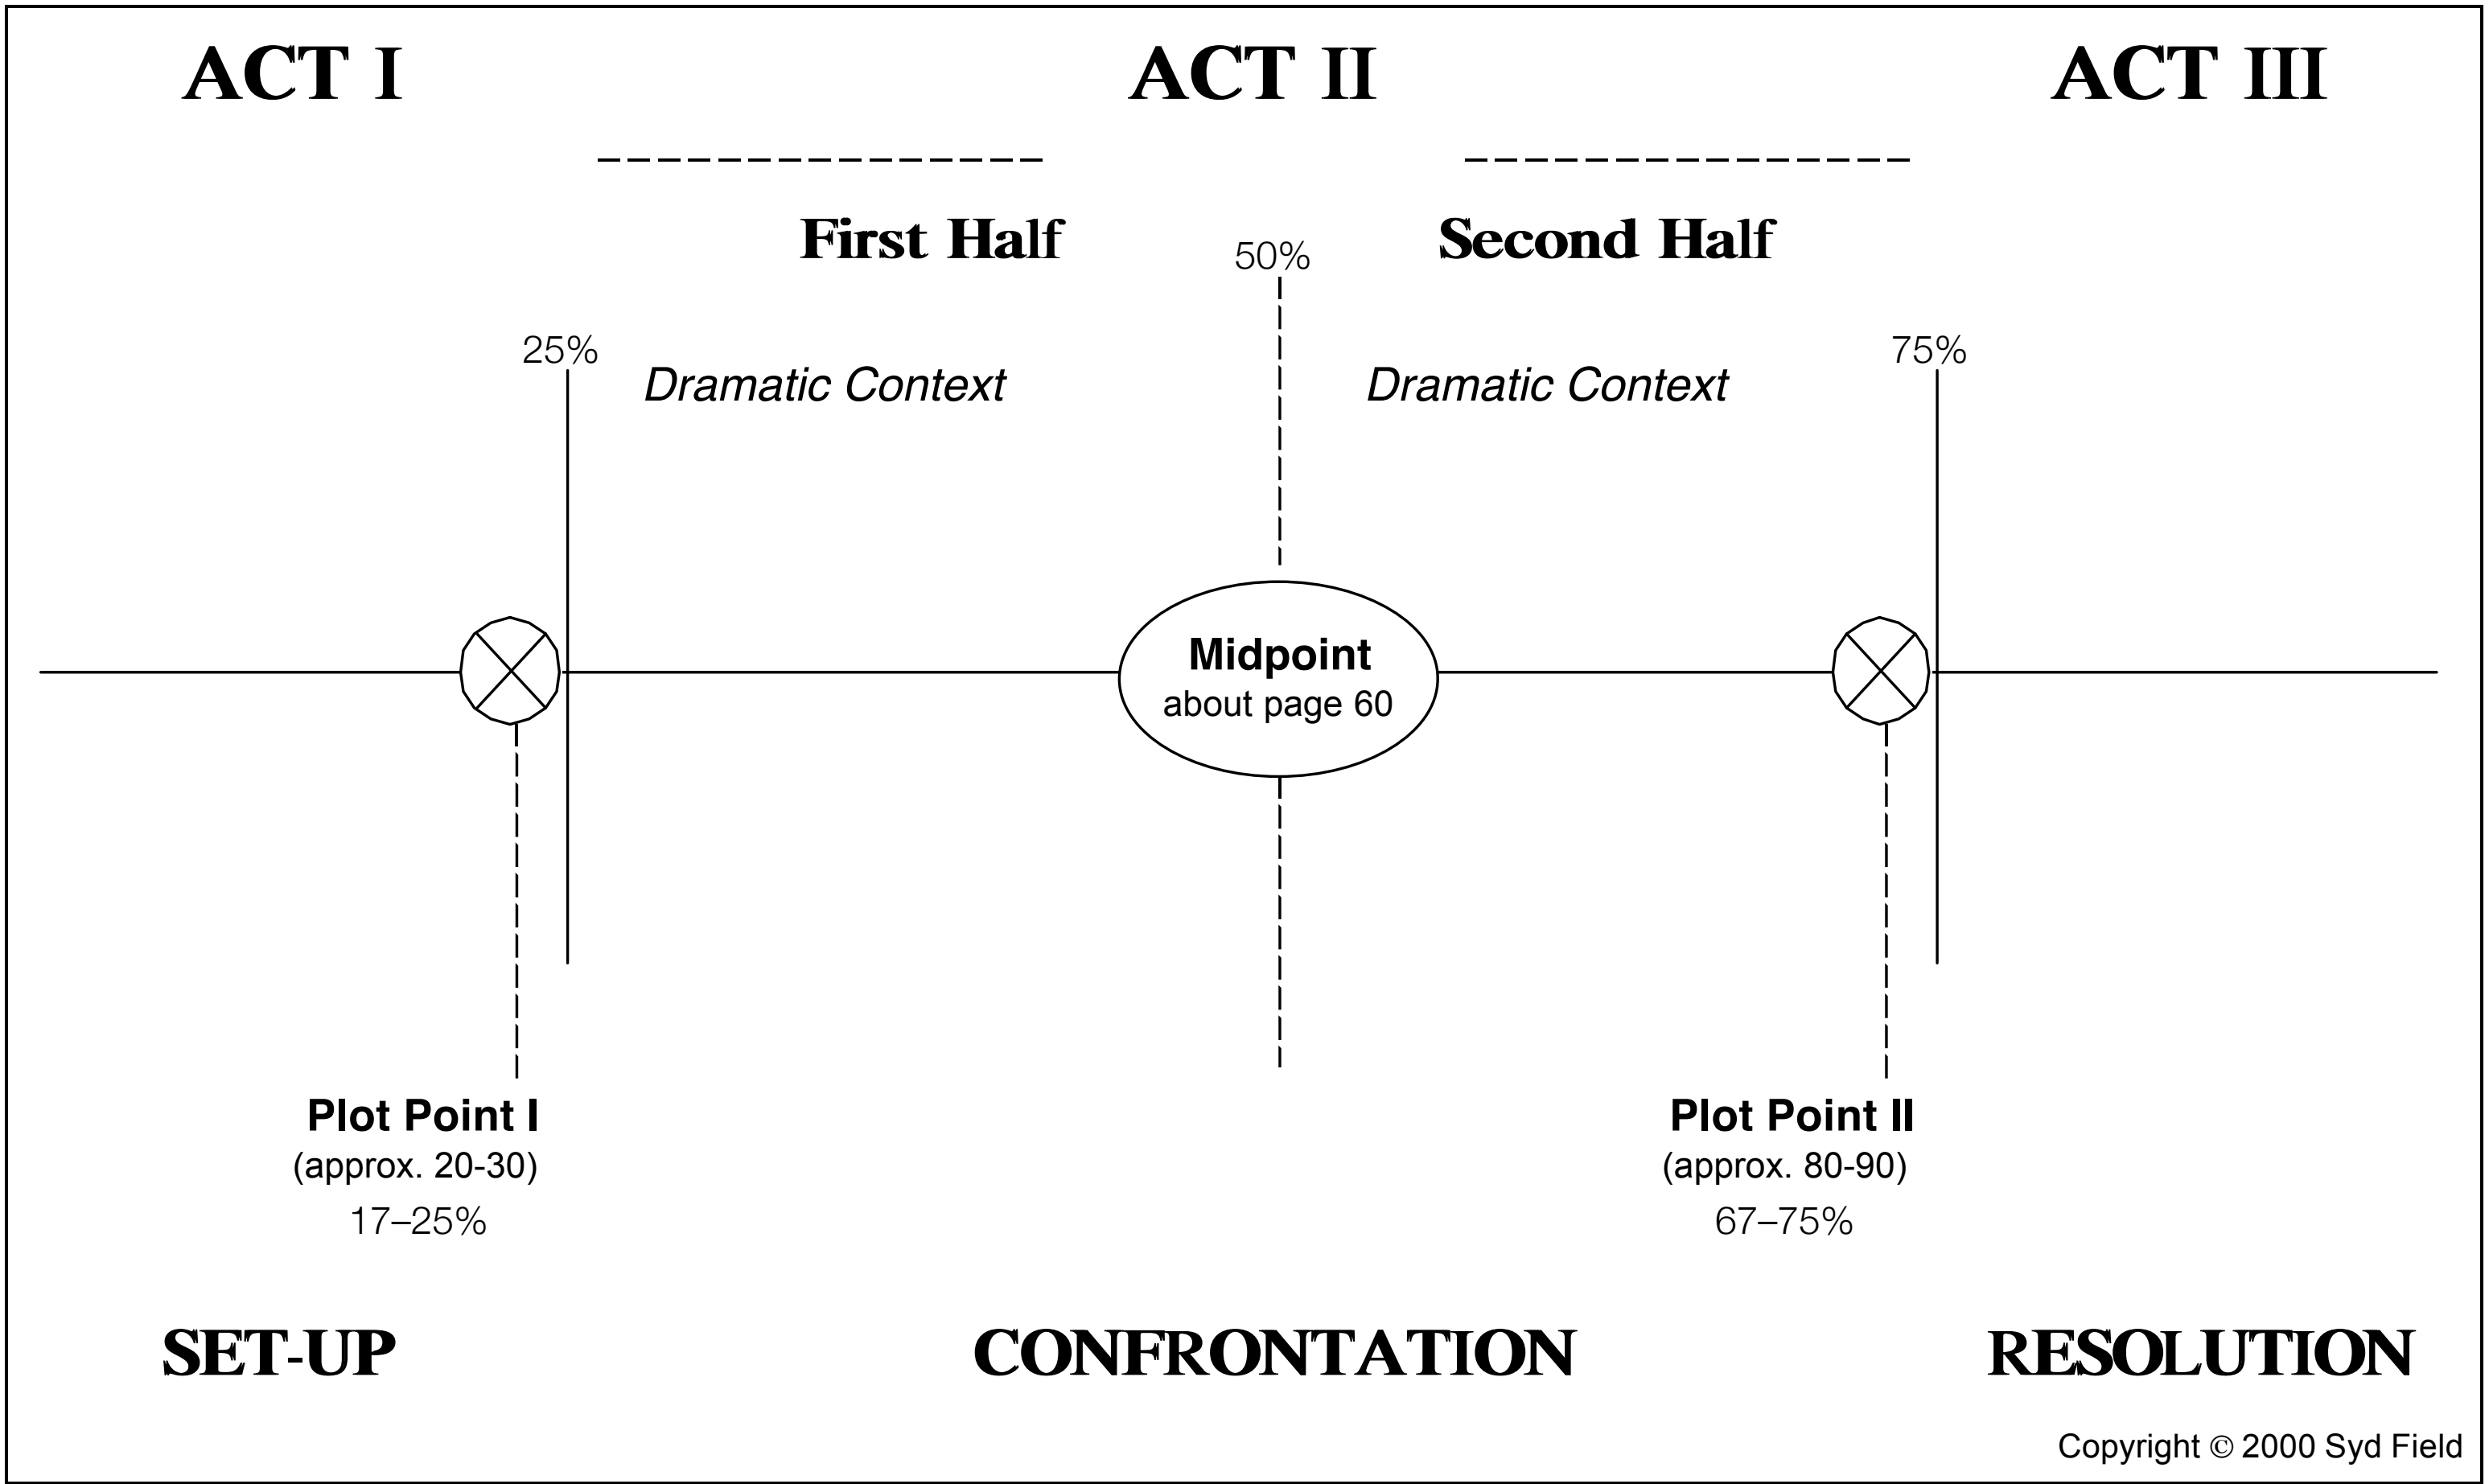 ACT I
ACT II
ACT III
First Half
50%
Second Half
25%
Dramatic Context
Dramatic Context
75%
Midpoint
about page 60
Plot Point I
(approx. 20-30)
17–25%
Plot Point II
(approx. 80-90)
67–75%
SET-UP
CONFRONTATION
RESOLUTION
Copyright © 2000 Syd Field